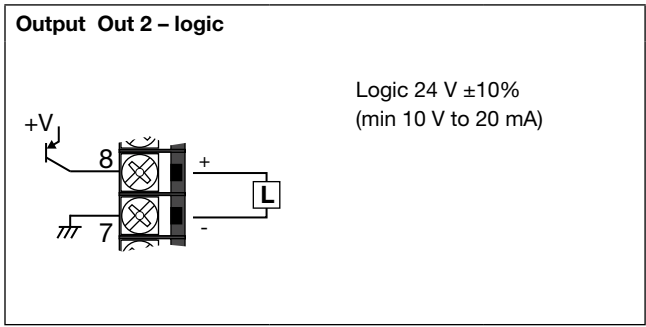 Output Out 2 – logic
Logic 24 V ±10%
(min 10 V to 20 mA)
+V
8
+
L
7
-